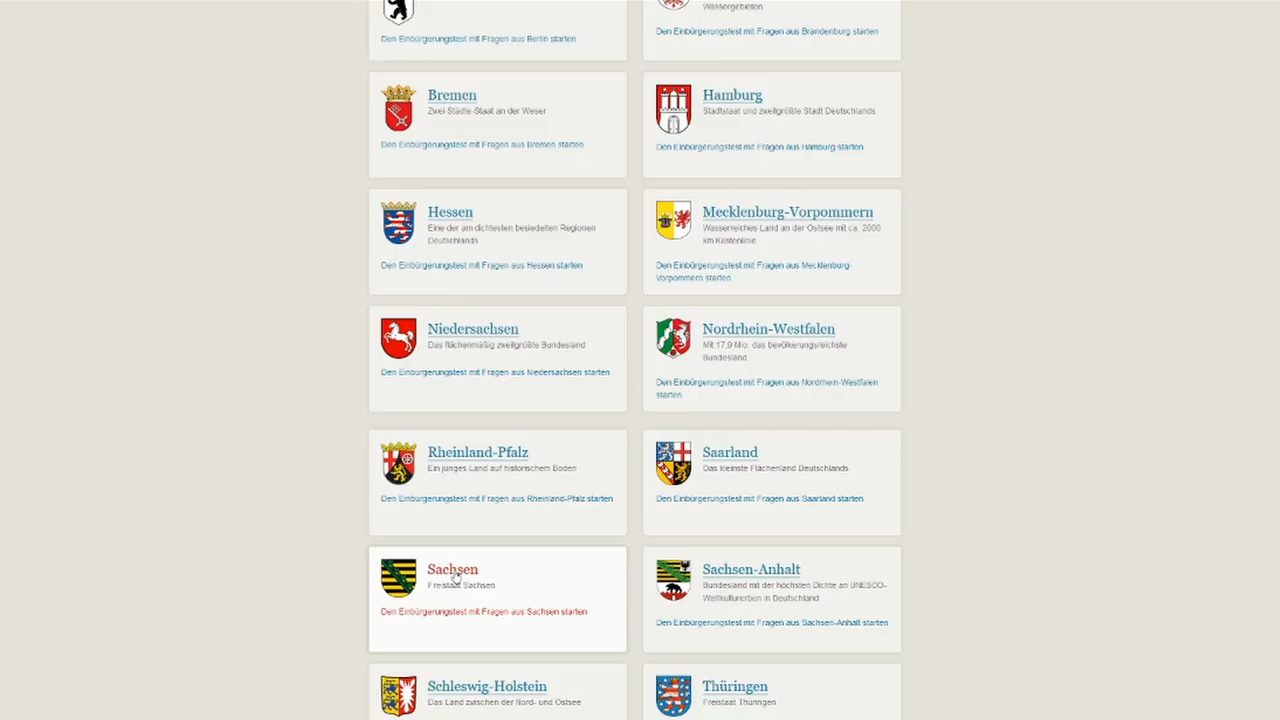 Wassergebieten
Den Einbürgerungstest mit Fragen aus Berlin starten
Den Einbürgerungstest mit Fragen aus Brandenburg starten
Bremen
Zwei-Städte-Staat an der Weser
Den Einbürgerungstest mit Fragen aus Bremen starten
Hamburg
Stadtstaat und zweitgrößte Stadt Deutschlands
Den Einbürgerungstest mit Fragen aus Hamburg starten
Hessen
Eine der am dichtesten besiedelten Regionen
Deutschlands
Den Einbürgerungstest mit Fragen aus Hessen starten
Mecklenburg-Vorpommern
Wasserreiches Land an der Ostsee mit ca. 2000
km Küstenlinie
Den Einbürgerungstest mit Fragen aus Mecklenburg-
Vorpommern starten
Niedersachsen
Das flächenmäßig zweitgrößte Bundesland
Den Einbürgerungstest mit Fragen aus Niedersachsen starten
Nordrhein-Westfalen
Mit 17,9 Mio. das bevölkerungsreichste
Bundesland
Den Einbürgerungstest mit Fragen aus Nordrhein-Westfalen
starten
Rheinland-Pfalz
Ein junges Land auf historischem Boden
Den Einbürgerungstest mit Fragen aus Rheinland-Pfalz starten
Saarland
Das kleinste Flächenland Deutschlands
Den Einbürgerungstest mit Fragen aus Saarland starten
Sachsen
Freistaat Sachsen
Den Einbürgerungstest mit Fragen aus Sachsen starten
Sachsen-Anhalt
Bundesland mit der höchsten Dichte an UNESCO-
Weltkulturerben in Deutschland
Den Einbürgerungstest mit Fragen aus Sachsen-Anhalt starten
Schleswig-Holstein
Das Land zwischen der Nord- und Ostsee
Thüringen
Freistaat Thüringen